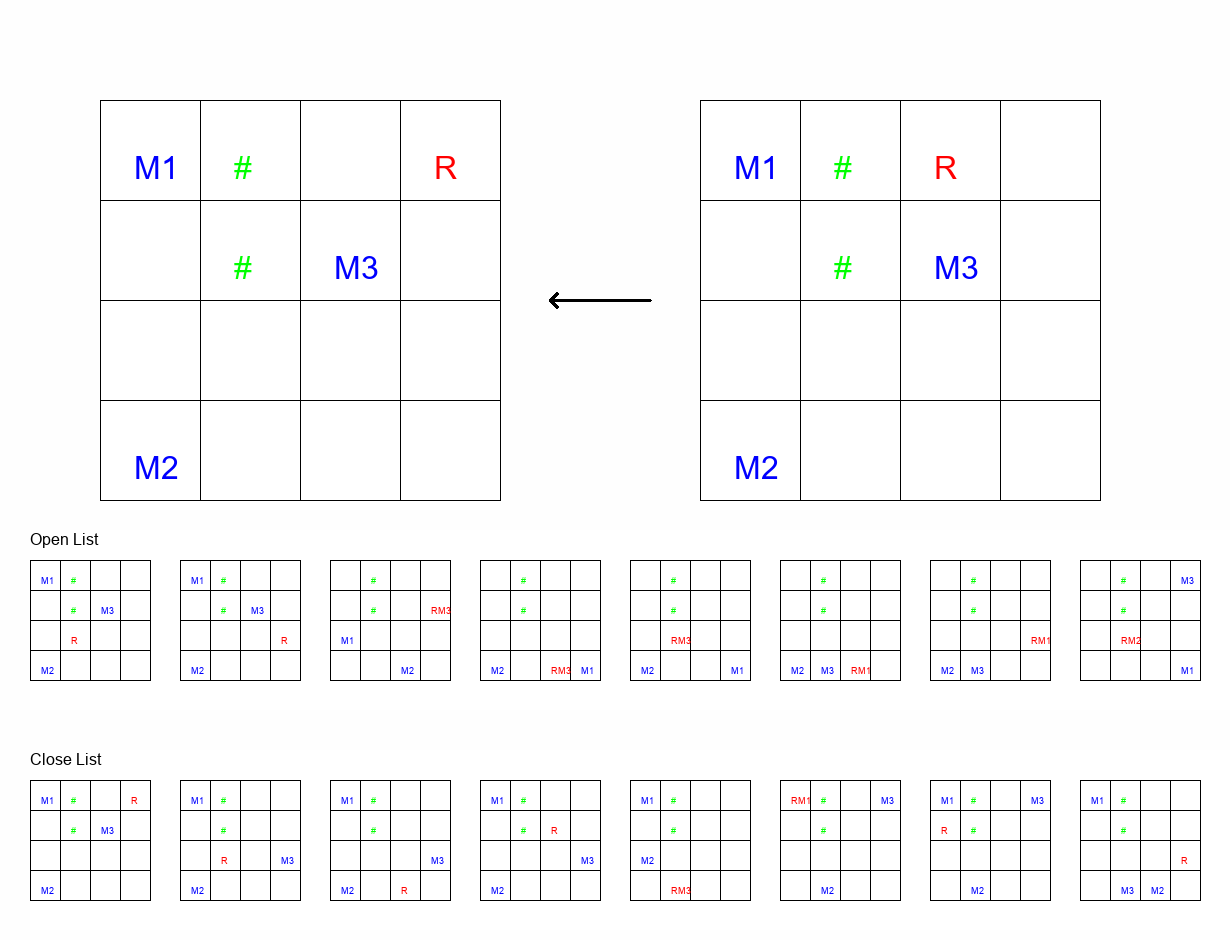 M1 # R M1 # R
# M3 # M3
M2 M2
Open List
M1 # M1 # # # # # # # M3
# M3 # M3 # RM3 # # # # #
R R M1 RM3 RM1 RM2
M2 M2 M2 M2 RM3 M1 M2 M1 M2 M3 RM1 M2 M3 M1
Close List
M1 # R M1 # M1 # M1 # M1 # RM1 # M3 M1 # M3 M1 #
# M3 # # # R # # R # #
R M3 M3 M3 M2 R
M2 M2 M2 R M2 RM3 M2 M2 M3 M2